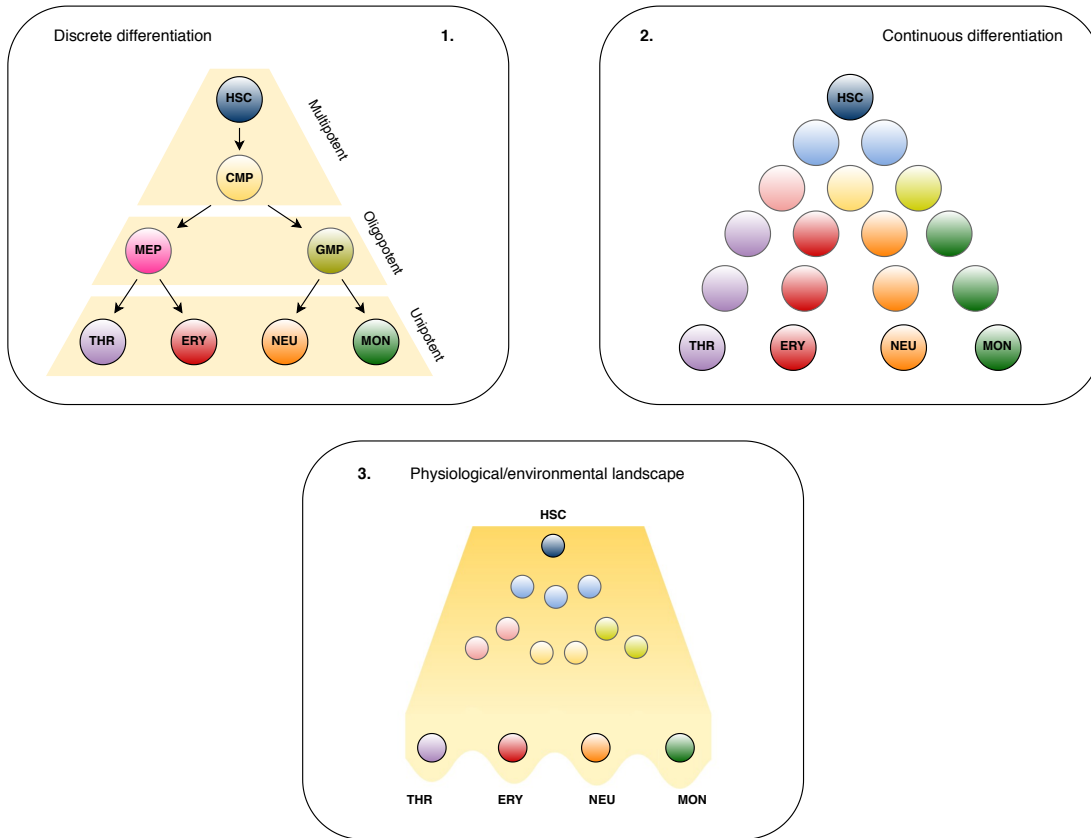 Discrete differentiation
1.
HSC
Multipotent
CMP
Oligopotent
MEP
GMP
Unipotent
THR
ERY
NEU
MON
2.
Continuous differentiation
HSC
THR
ERY
NEU
MON
3.
Physiological/environmental landscape
HSC
THR
ERY
NEU
MON